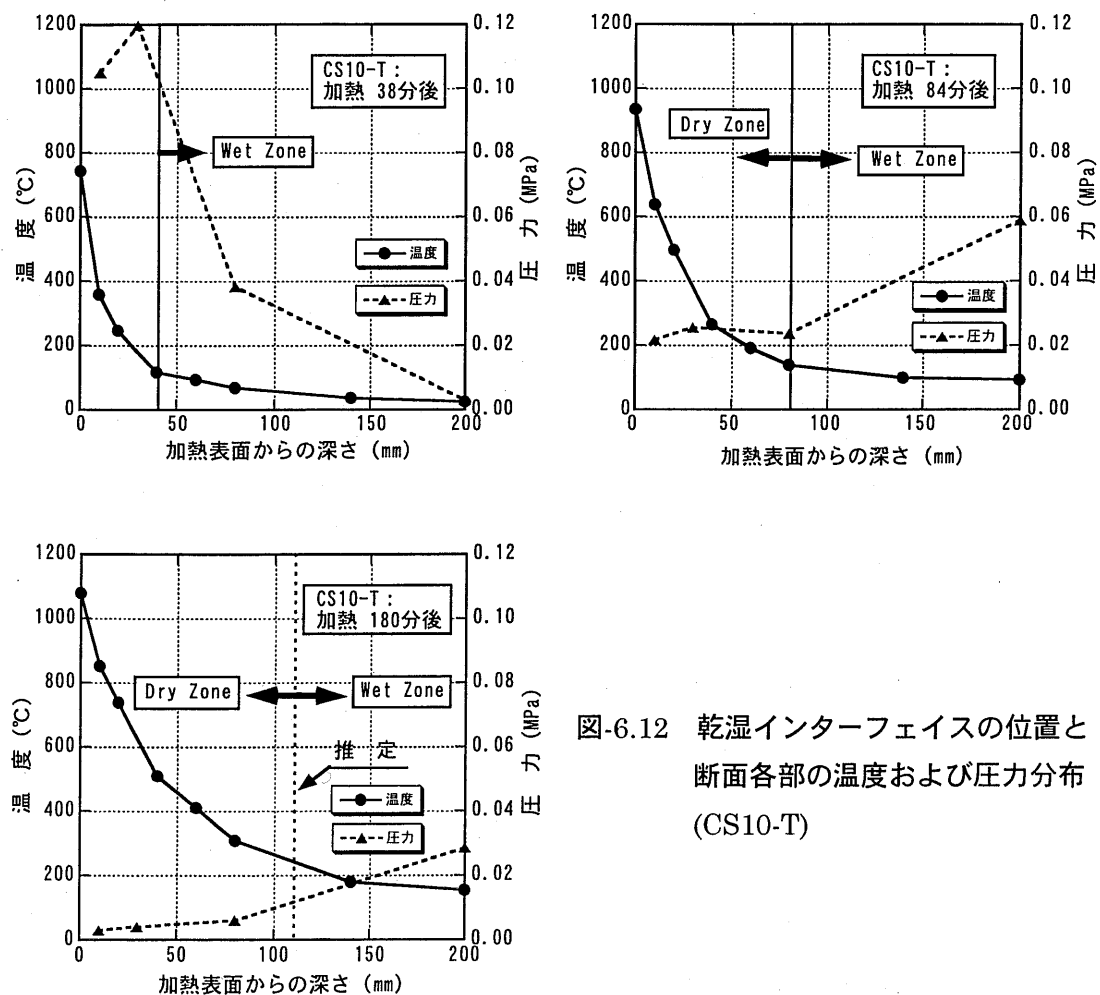 1200
1000
800
600
400
200
0
温 度 (℃)
0.12
0.10
0.08
0.06
0.04
0.02
0.00
圧 力 (MPa)
CS10-T:
加熱 38分後
Wet Zone
温度
圧力
0 50 100 150 200
加熱表面からの深さ (mm)
1200
1000
800
600
400
200
0
温 度 (℃)
0.12
0.10
0.08
0.06
0.04
0.02
0.00
圧 力 (MPa)
CS10-T:
加熱 84分後
Dry Zone
Wet Zone
温度
圧力
0 50 100 150 200
加熱表面からの深さ (mm)
1200
1000
800
600
400
200
0
温 度 (℃)
0.12
0.10
0.08
0.06
0.04
0.02
0.00
圧 力 (MPa)
CS10-T:
加熱 180分後
Dry Zone
Wet Zone
推 定
温度
圧力
0 50 100 150 200
加熱表面からの深さ (mm)
図-6.12 乾湿インターフェイスの位置と
断面各部の温度および圧力分布
(CS10-T)